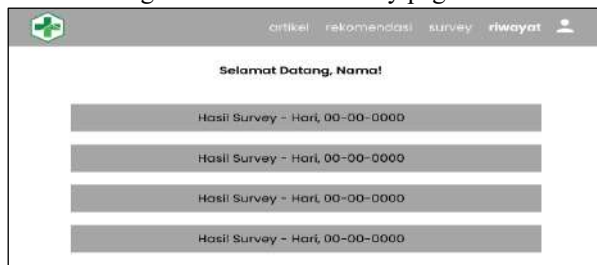 artikel rekomendasi survey riwayat
Selamat Datang, Nama!
Hasil Survey - Hari, 00-00-0000
Hasil Survey - Hari, 00-00-0000
Hasil Survey - Hari, 00-00-0000
Hasil Survey - Hari, 00-00-0000